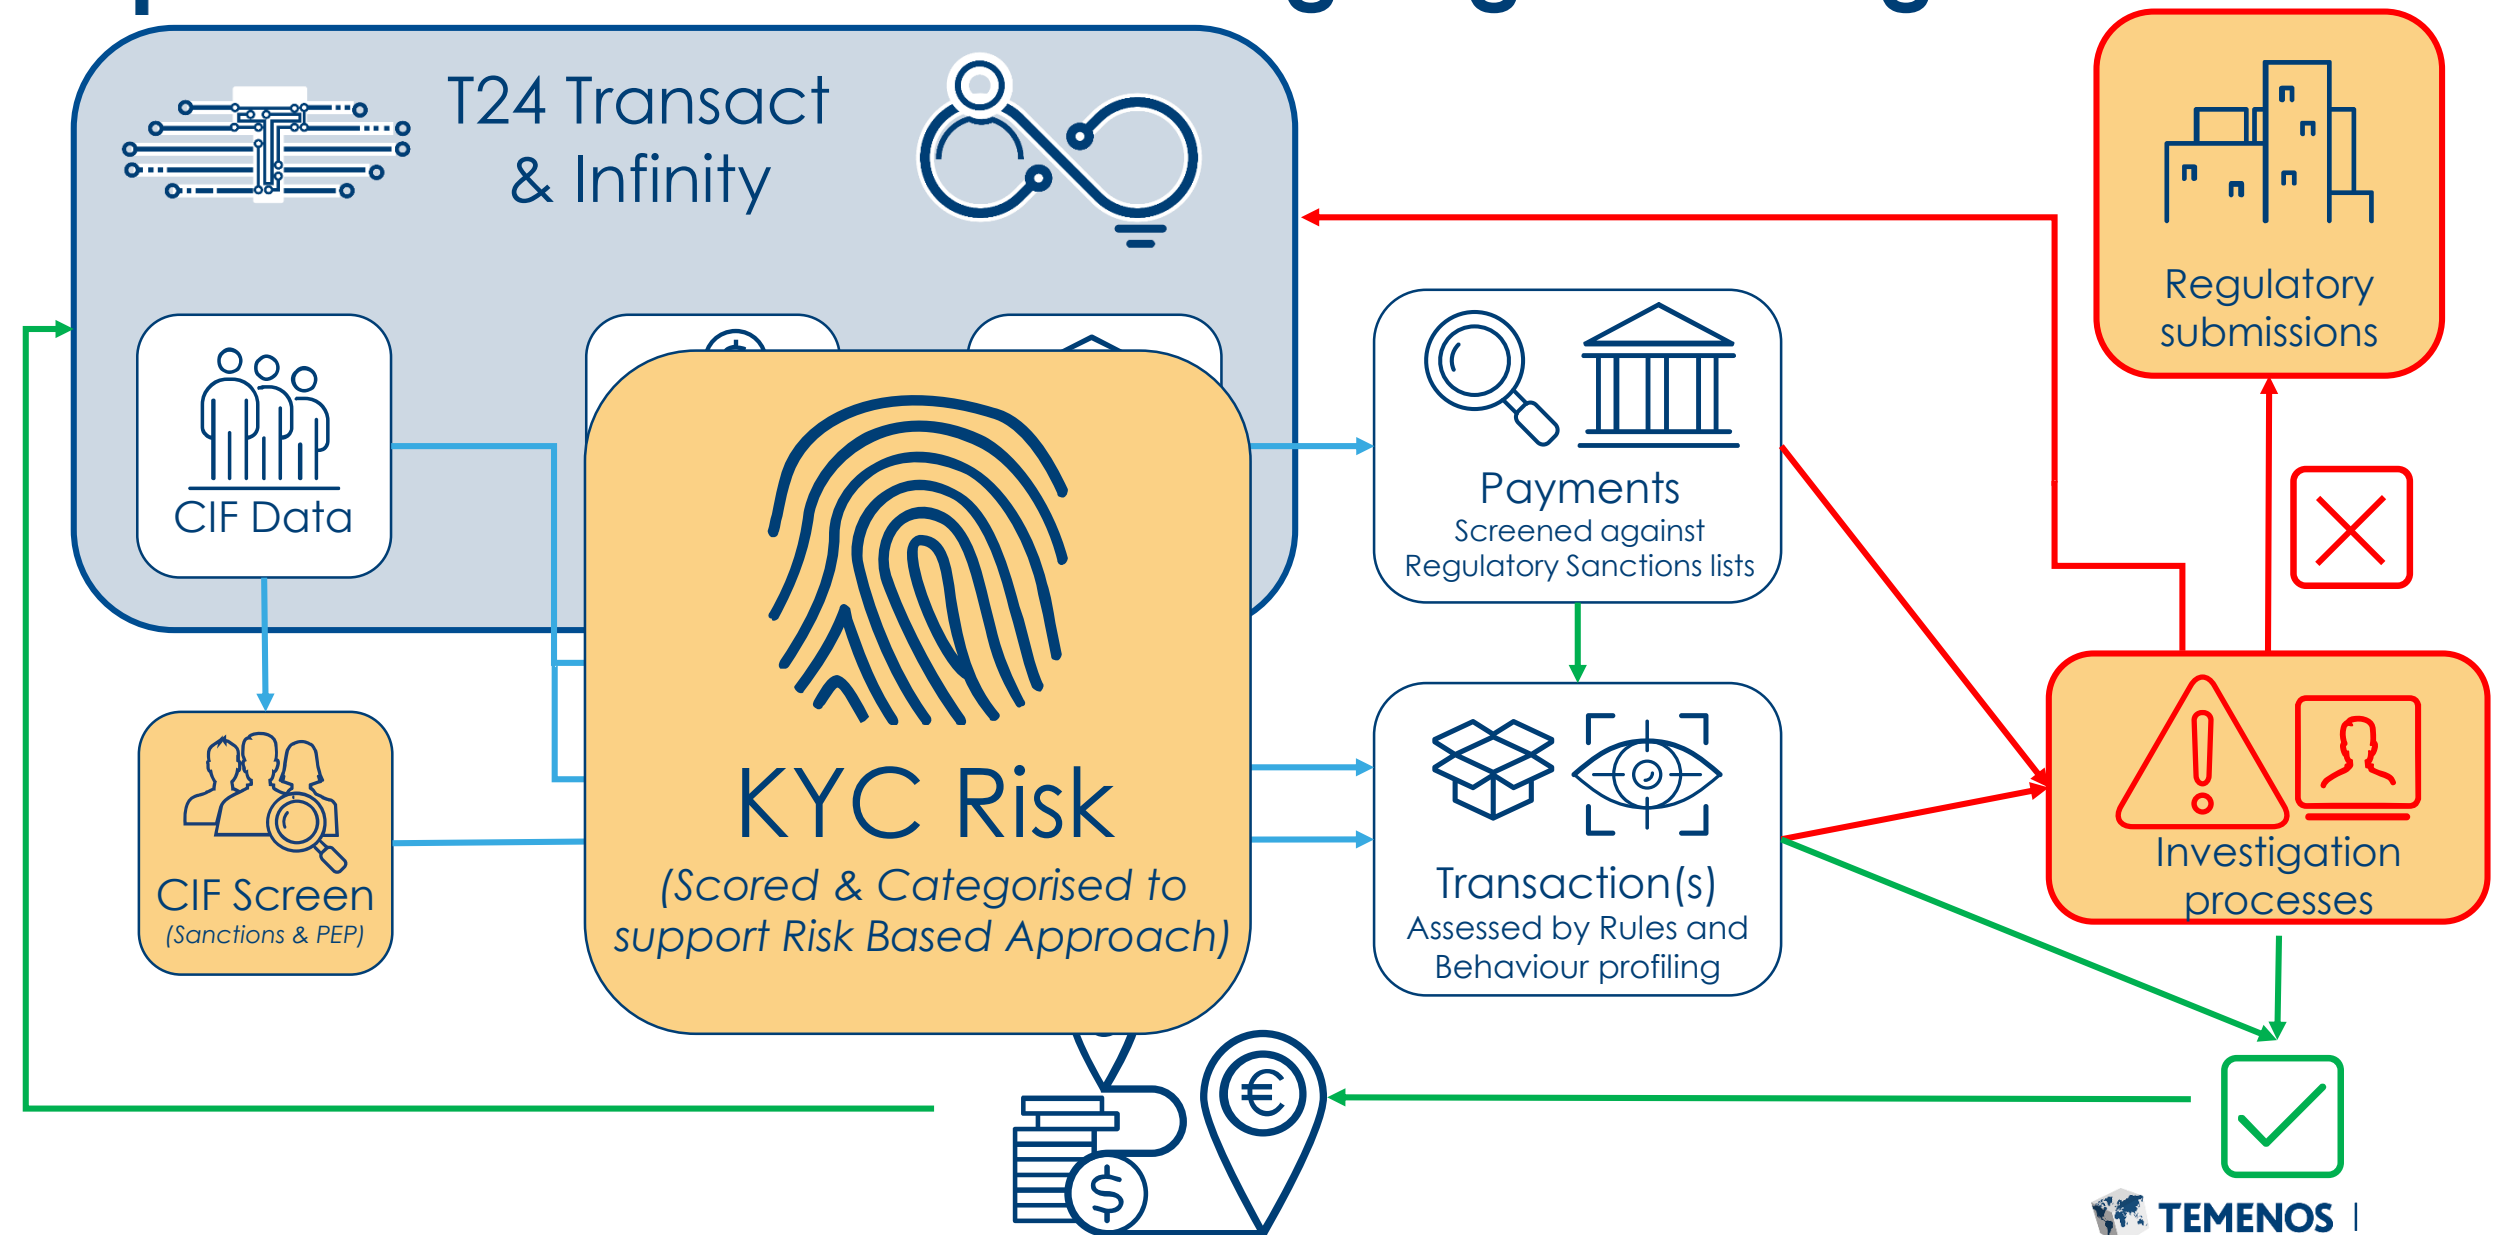 T24 Transact
& Infinity
CIF Data
CIF Screen
(Sanctions & PEP)
KYC Risk
(Scored & Categorised to
support Risk Based Approach)
Payments
Screened against
Regulatory Sanctions lists
Transaction(s)
Assessed by Rules and
Behaviour profiling
Regulatory
submissions
Investigation
processes
€
$
TEMENOS |